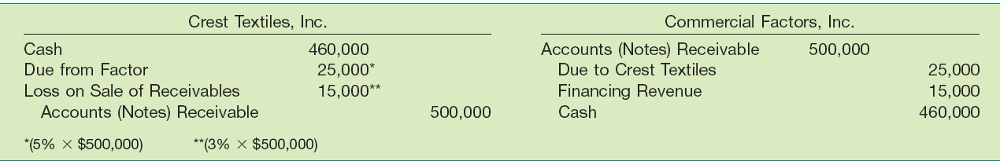 Crest Textiles, Inc. Commercial Factors, Inc.
Cash 460,000 Accounts (Notes) Receivable 500,000
Due from Factor 25,000* Due to Crest Textiles 25,000
Loss on Sale of Receivables 15,000** Financing Revenue 15,000
Accounts (Notes) Receivable 500,000 Cash 460,000
*(5% × $500,000) **(3% × $500,000)